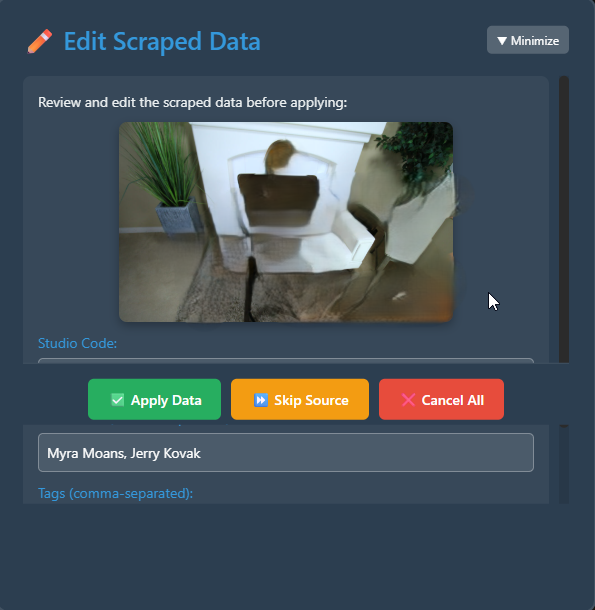 Edit Scraped Data
▼ Minimize
Review and edit the scraped data before applying:
Studio Code:
Apply Data
Skip Source
Cancel All
Myra Moans, Jerry Kovak
Tags (comma-separated):